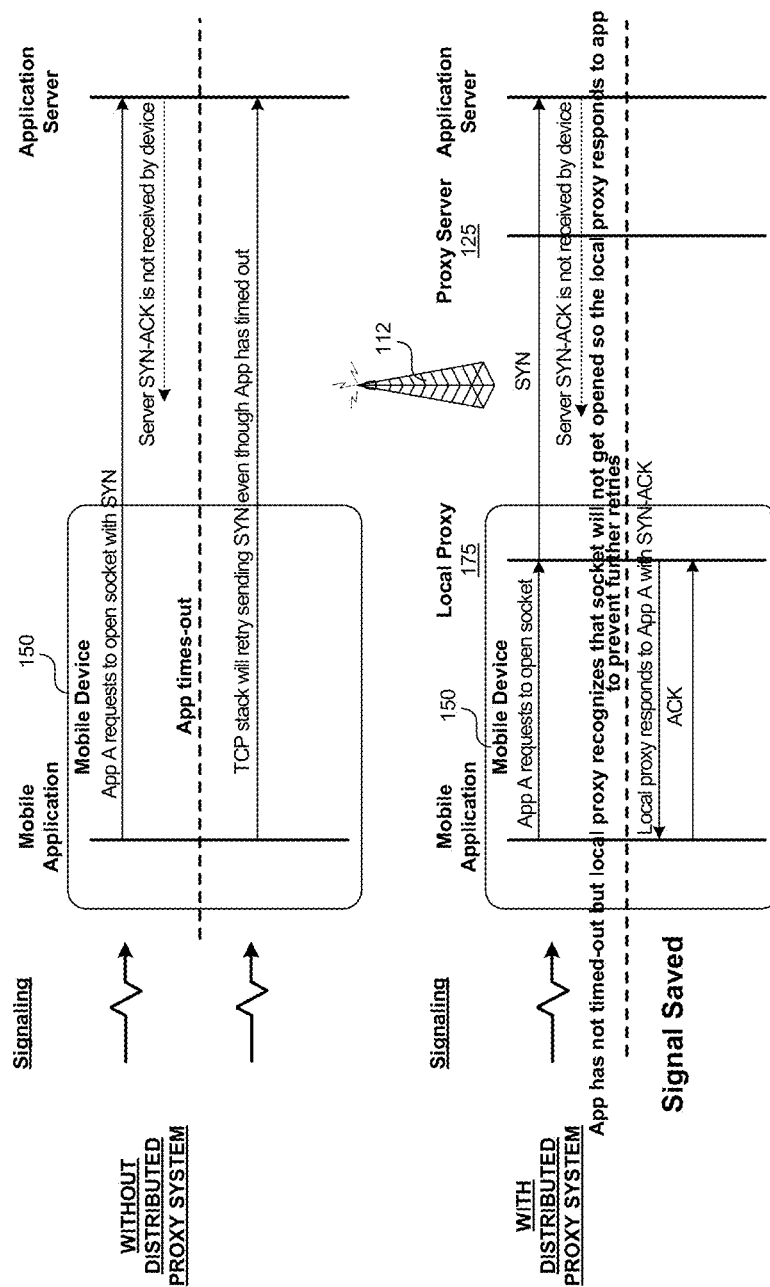 WITHOUT
DISTRIBUTED
PROXY SYSTEM
Signaling
Mobile
Application
150
Mobile Device
Application
Server
App A requests to open socket with SYN
Server SYN-ACK is not received by device
App times-out
TCP stack will retry sending SYN even though App has timed out
112
WITH
DISTRIBUTED
PROXY SYSTEM
Signaling
Mobile
Application
150
Mobile Device
Local Proxy
175
Proxy Server
125
Application
Server
App A requests to open socket
SYN
Server SYN-ACK is not received by device
App has not timed-out but local proxy recognizes that socket will not get opened so the local proxy responds to app
to prevent further retries
Signal Saved
Local proxy responds to App A with SYN-ACK
ACK